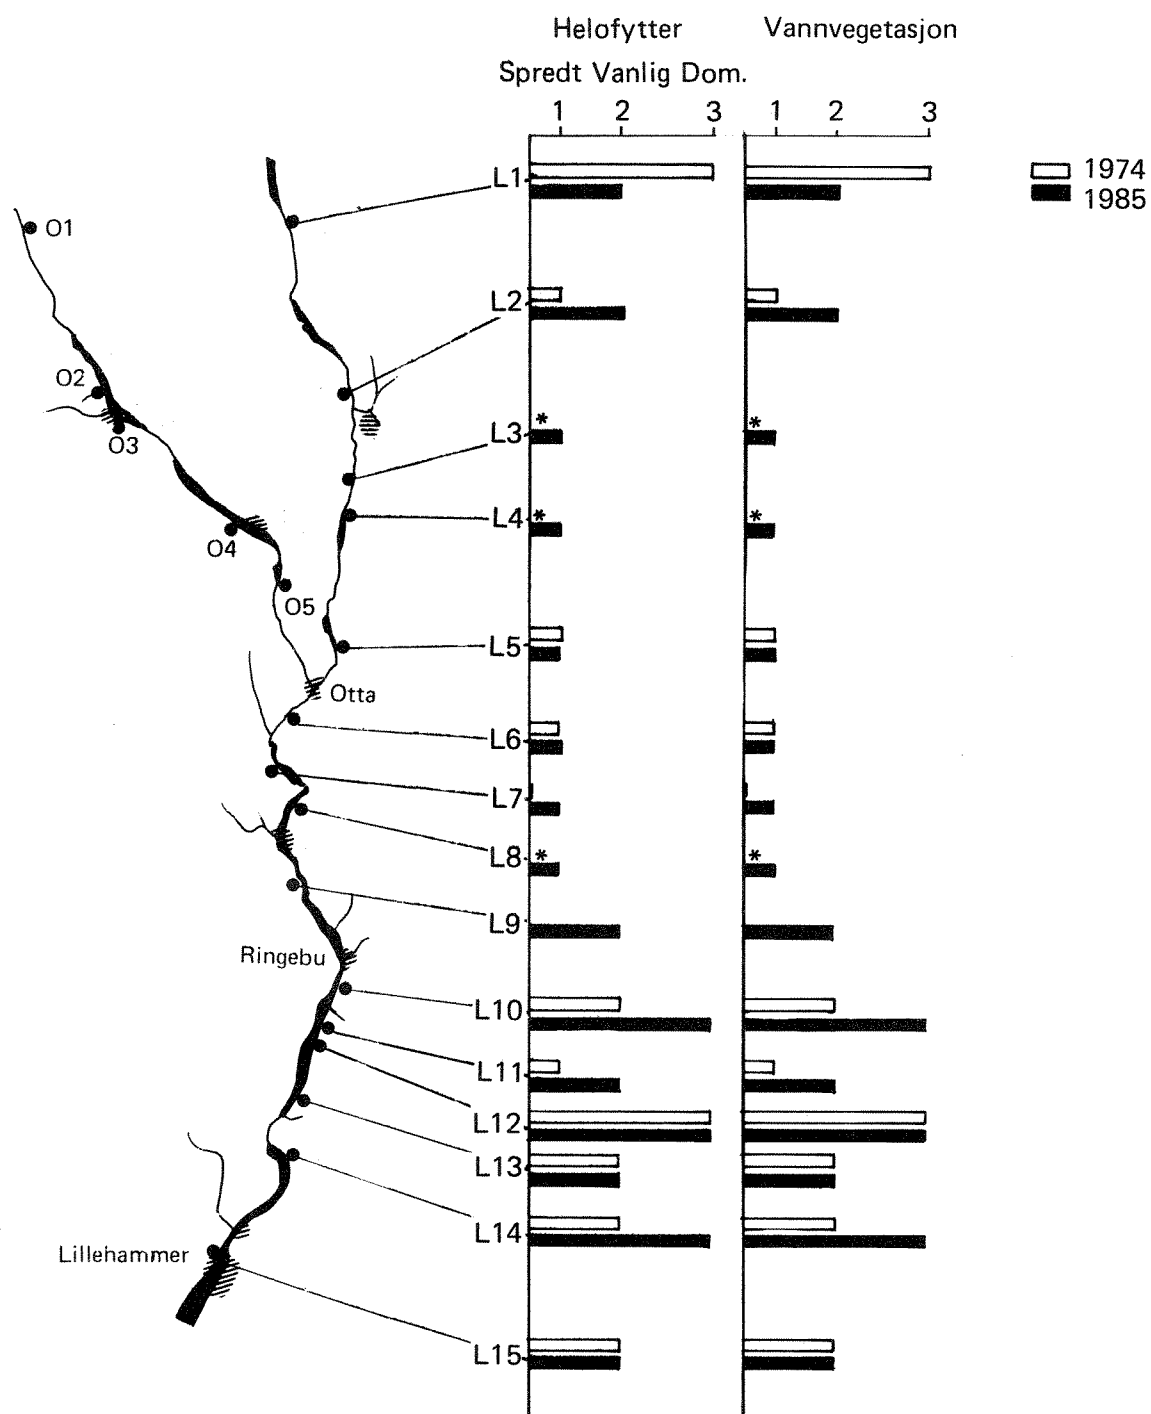 Helofytter Vannvegetasjon
Spredt Vanlig Dom.
1 2 3 1 2 3
1974
1985
L1
O1
L2
O2
L3 * *
O3
L4 * *
O4
O5
L5
Otta
L6
L7
L8 * *
L9
Ringebu
L10
L11
L12
L13
L14
Lillehammer
L15